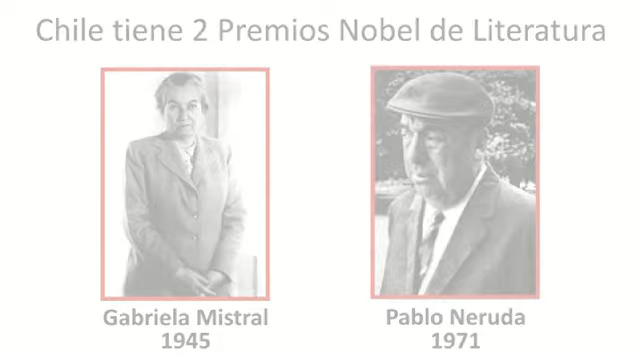 Chile tiene 2 Premios Nobel de Literatura
Gabriela Mistral
1945
Pablo Neruda
1971